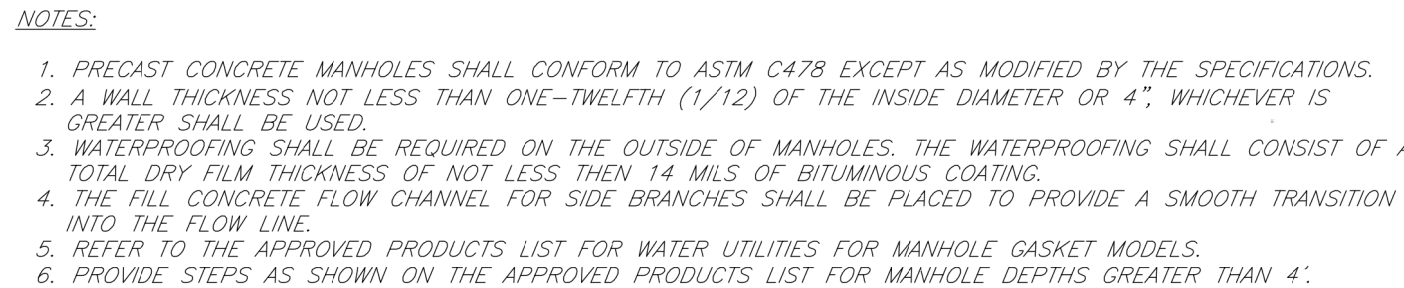 NOTES:
1. PRECAST CONCRETE MANHOLES SHALL CONFORM TO ASTM C478 EXCEPT AS MODIFIED BY THE SPECIFICATIONS.
2. A WALL THICKNESS NOT LESS THAN ONE-TWELFTH (1/12) OF THE INSIDE DIAMETER OR 4", WHICHEVER IS
GREATER SHALL BE USED.
3. WATERPROOFING SHALL BE REQUIRED ON THE OUTSIDE OF MANHOLES. THE WATERPROOFING SHALL CONSIST OF A
TOTAL DRY FILM THICKNESS OF NOT LESS THEN 14 MILS OF BITUMINOUS COATING.
4. THE FILL CONCRETE FLOW CHANNEL FOR SIDE BRANCHES SHALL BE PLACED TO PROVIDE A SMOOTH TRANSITION
INTO THE FLOW LINE.
5. REFER TO THE APPROVED PRODUCTS LIST FOR WATER UTILITIES FOR MANHOLE GASKET MODELS.
6. PROVIDE STEPS AS SHOWN ON THE APPROVED PRODUCTS LIST FOR MANHOLE DEPTHS GREATER THAN 4'.